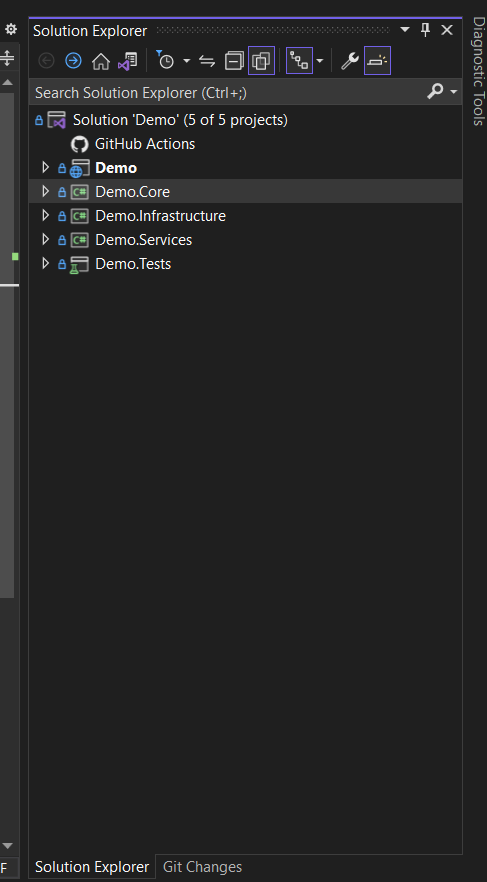 Solution Explorer
Search Solution Explorer (Ctrl+;)
Solution 'Demo' (5 of 5 projects)
GitHub Actions
Demo
C# Demo.Core
C# Demo.Infrastructure
C# Demo.Services
Demo.Tests
Solution Explorer
Git Changes
F
Diagnostic Tools